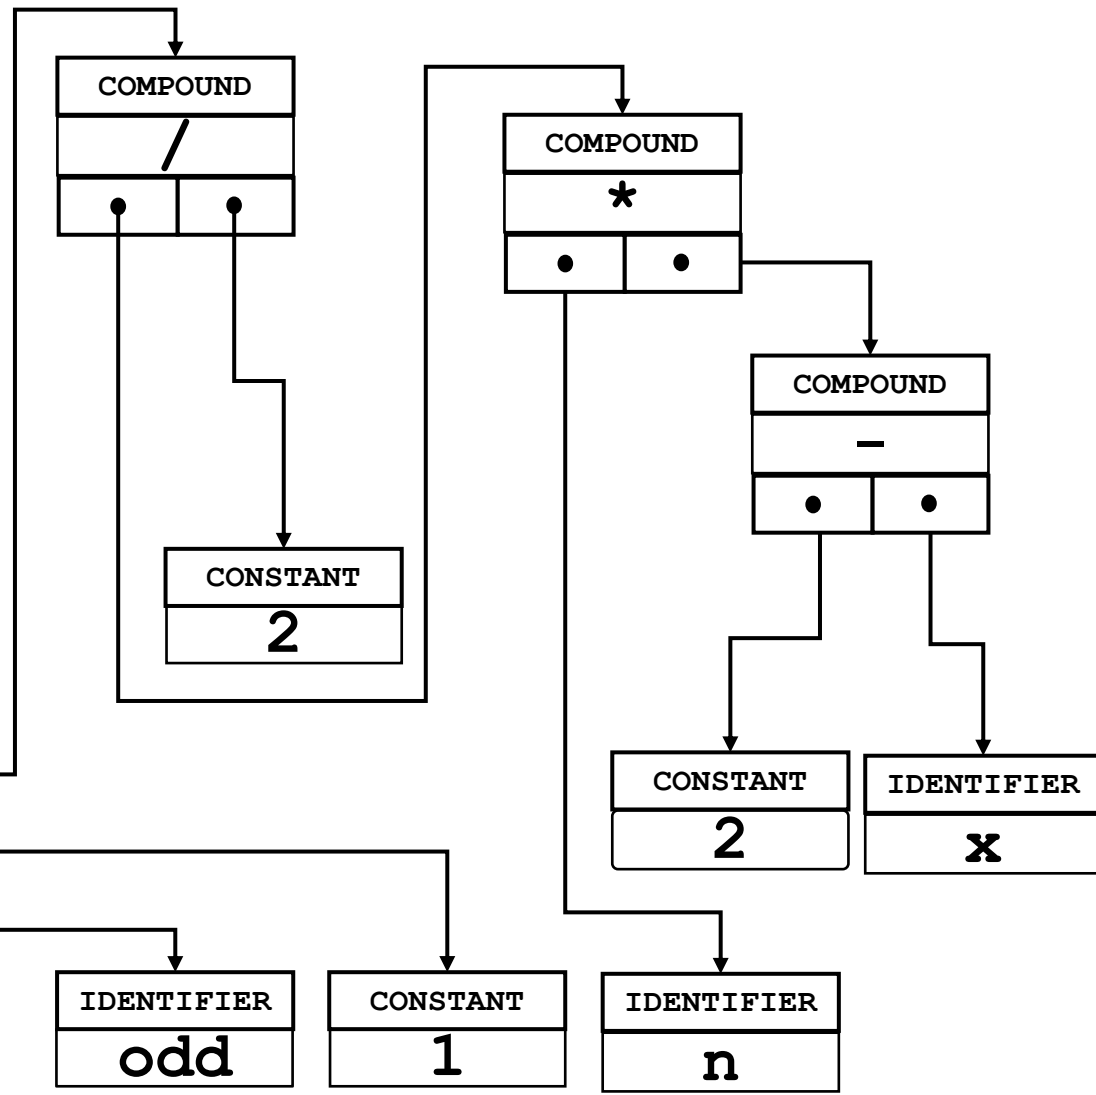 COMPOUND
/
COMPOUND
*
COMPOUND
-
CONSTANT
2
CONSTANT
2
IDENTIFIER
x
IDENTIFIER
odd
CONSTANT
1
IDENTIFIER
n